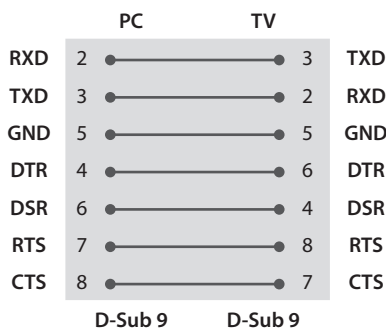 PC TV
RXD 2 3 TXD
TXD 3 2 RXD
GND 5 5 GND
DTR 4 6 DTR
DSR 6 4 DSR
RTS 7 8 RTS
CTS 8 7 CTS
D-Sub 9 D-Sub 9